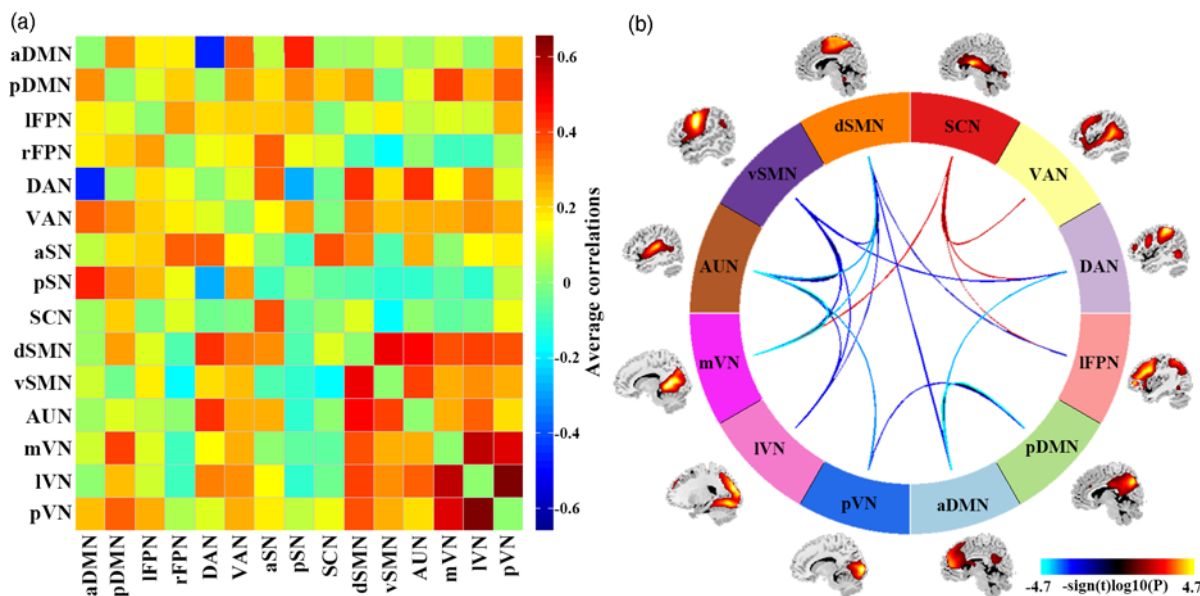 (a)
aDMN
pDMN
lFPN
rFPN
DAN
VAN
aSN
pSN
SCN
dSMN
vSMN
AUN
mVN
lVN
pVN
aDMN
pDMN
lFPN
rFPN
DAN
VAN
aSN
pSN
SCN
dSMN
vSMN
AUN
mVN
lVN
pVN
0.6
0.4
0.2
0
-0.2
-0.4
-0.6
Average correlations
(b)
dSMN
SCN
vSMN
VAN
AUN
DAN
mVN
lFPN
lVN
pDMN
pVN
aDMN
-4.7 -sign(t)log10(P) 4.7